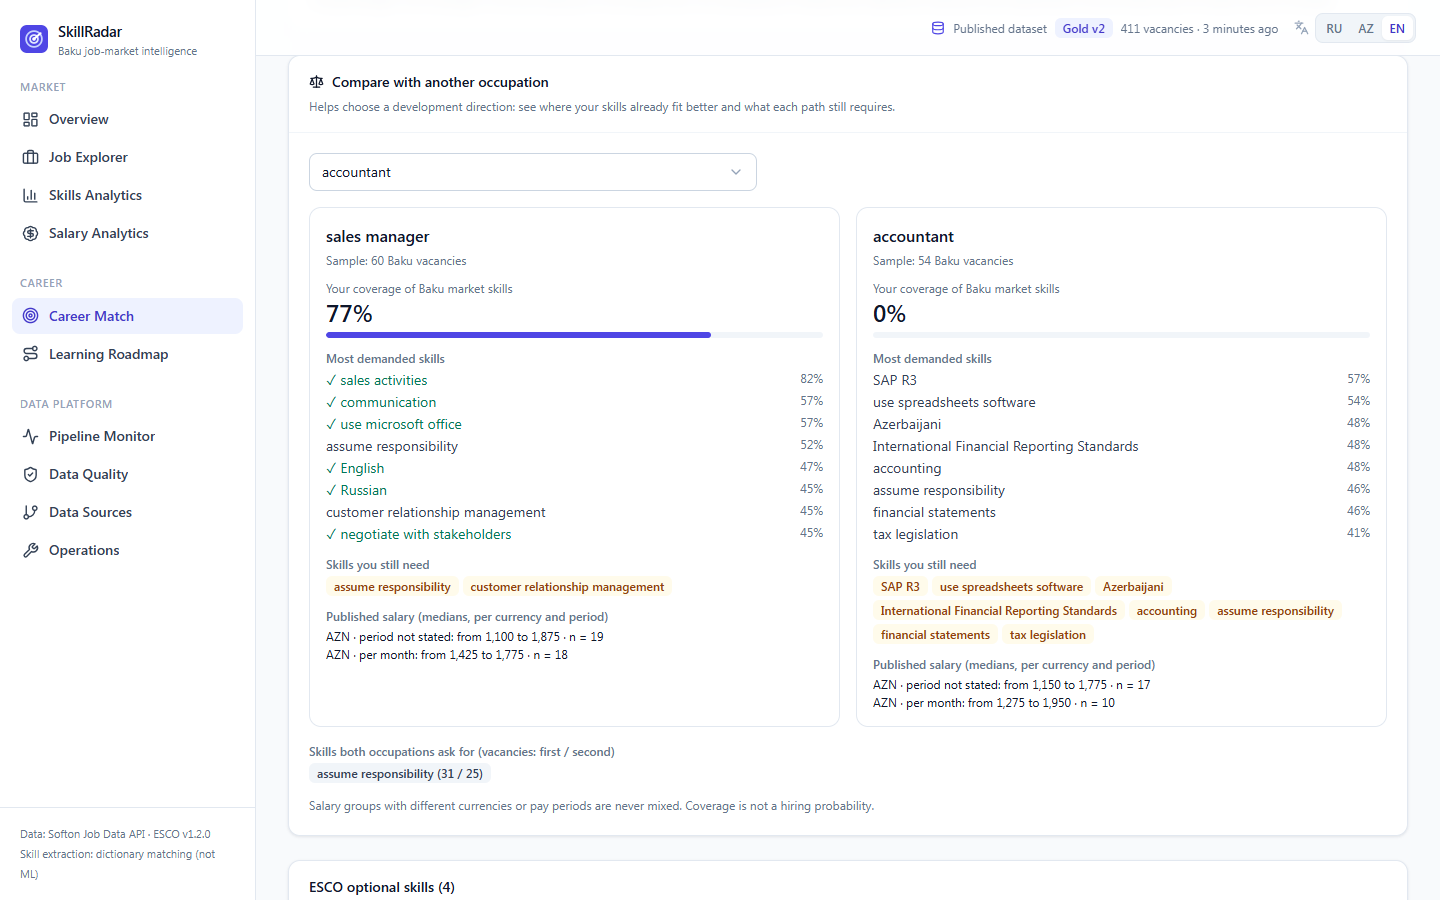 SkillRadar
Baku job-market intelligence
MARKET
Overview
Job Explorer
Skills Analytics
Salary Analytics
CAREER
Career Match
Learning Roadmap
DATA PLATFORM
Pipeline Monitor
Data Quality
Data Sources
Operations
Data: Softon Job Data API · ESCO v1.2.0
Skill extraction: dictionary matching (not
ML)
Published dataset Gold v2 411 vacancies · 3 minutes ago RU AZ EN
Compare with another occupation
Helps choose a development direction: see where your skills already fit better and what each path still requires.
accountant
sales manager
Sample: 60 Baku vacancies
Your coverage of Baku market skills
77%
Most demanded skills
✓ sales activities 82%
✓ communication 57%
✓ use microsoft office 57%
assume responsibility 52%
✓ English 47%
✓ Russian 45%
customer relationship management 45%
✓ negotiate with stakeholders 45%
Skills you still need
assume responsibility customer relationship management
Published salary (medians, per currency and period)
AZN · period not stated: from 1,100 to 1,875 · n = 19
AZN · per month: from 1,425 to 1,775 · n = 18
accountant
Sample: 54 Baku vacancies
Your coverage of Baku market skills
0%
Most demanded skills
SAP R3 57%
use spreadsheets software 54%
Azerbaijani 48%
International Financial Reporting Standards 48%
accounting 48%
assume responsibility 46%
financial statements 46%
tax legislation 41%
Skills you still need
SAP R3 use spreadsheets software Azerbaijani
International Financial Reporting Standards accounting assume responsibility
financial statements tax legislation
Published salary (medians, per currency and period)
AZN · period not stated: from 1,150 to 1,775 · n = 17
AZN · per month: from 1,275 to 1,950 · n = 10
Skills both occupations ask for (vacancies: first / second)
assume responsibility (31 / 25)
Salary groups with different currencies or pay periods are never mixed. Coverage is not a hiring probability.
ESCO optional skills (4)